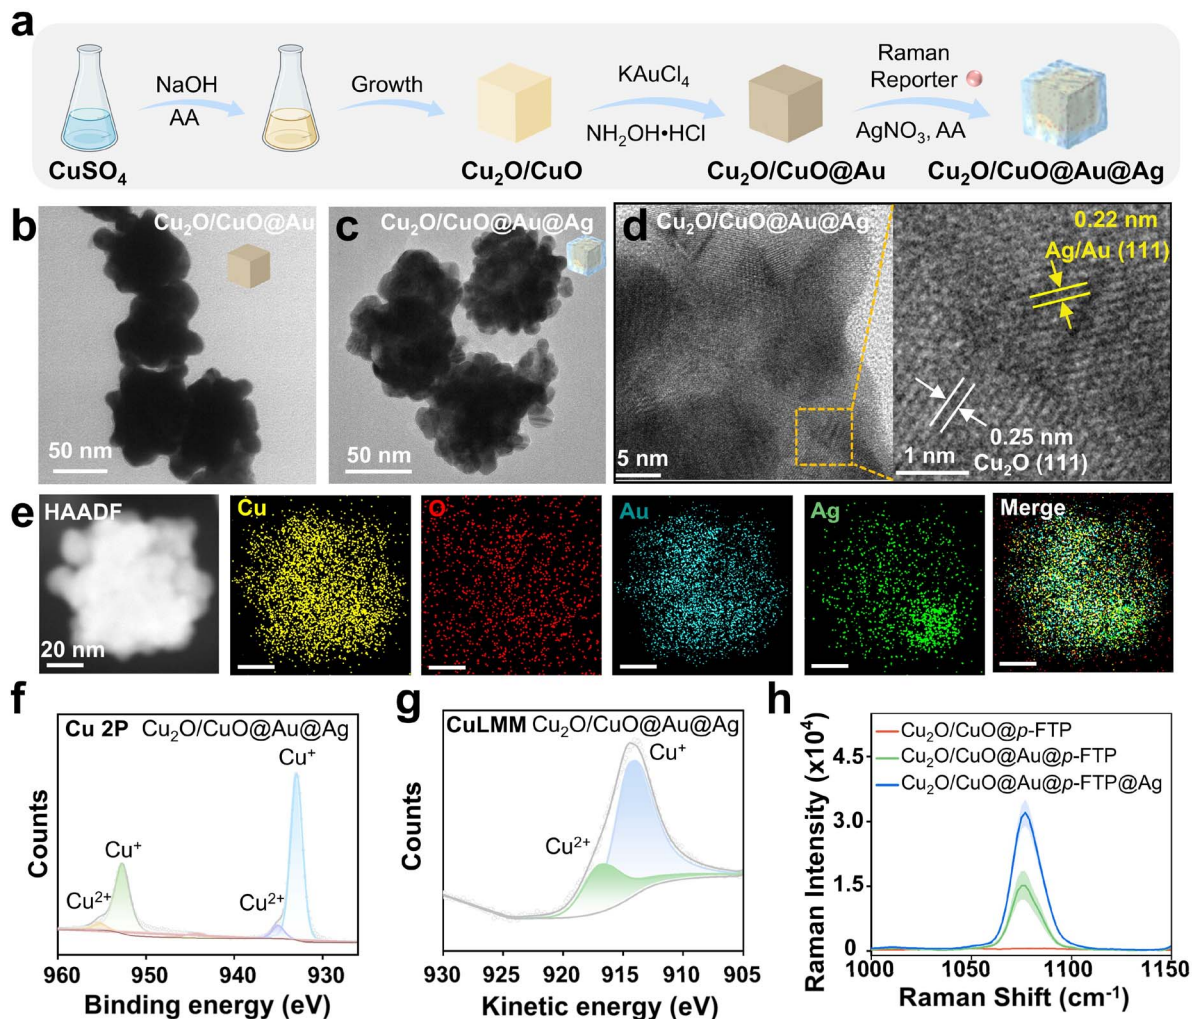 a
NaOH
AA
Growth
KAuCl4
NH2OH•HCl
Raman
Reporter
AgNO3, AA
CuSO4
Cu2O/CuO
Cu2O/CuO@Au
Cu2O/CuO@Au@Ag
b
Cu2O/CuO@Au
50 nm
c
Cu2O/CuO@Au@Ag
50 nm
d
Cu2O/CuO@Au@Ag
5 nm
0.22 nm
Ag/Au (111)
0.25 nm
Cu2O (111)
1 nm
e
HAADF
20 nm
Cu
O
Au
Ag
Merge
f
Cu 2P Cu2O/CuO@Au@Ag
Cu+
Cu+
Cu2+
Cu2+
Counts
960 950 940 930
Binding energy (eV)
g
CuLMM Cu2O/CuO@Au@Ag
Cu+
Cu2+
Counts
930 925 920 915 910 905
Kinetic energy (eV)
h
Cu2O/CuO@p-FTP
Cu2O/CuO@Au@p-FTP
Cu2O/CuO@Au@p-FTP@Ag
Raman Intensity (x10⁴)
4.5
3.0
1.5
0
1000 1050 1100 1150
Raman Shift (cm⁻¹)